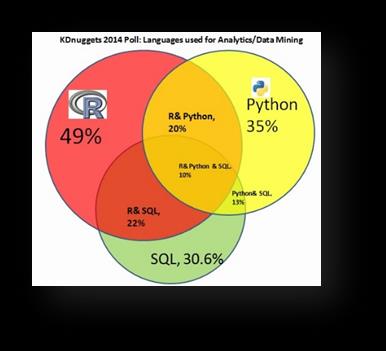 KDnuggets 2014 Poll: Languages used for Analytics/Data Mining
R
49%
R& Python,
20%
Python
35%
R& Python & SQL,
10%
Python& SQL,
13%
R& SQL,
22%
SQL, 30.6%